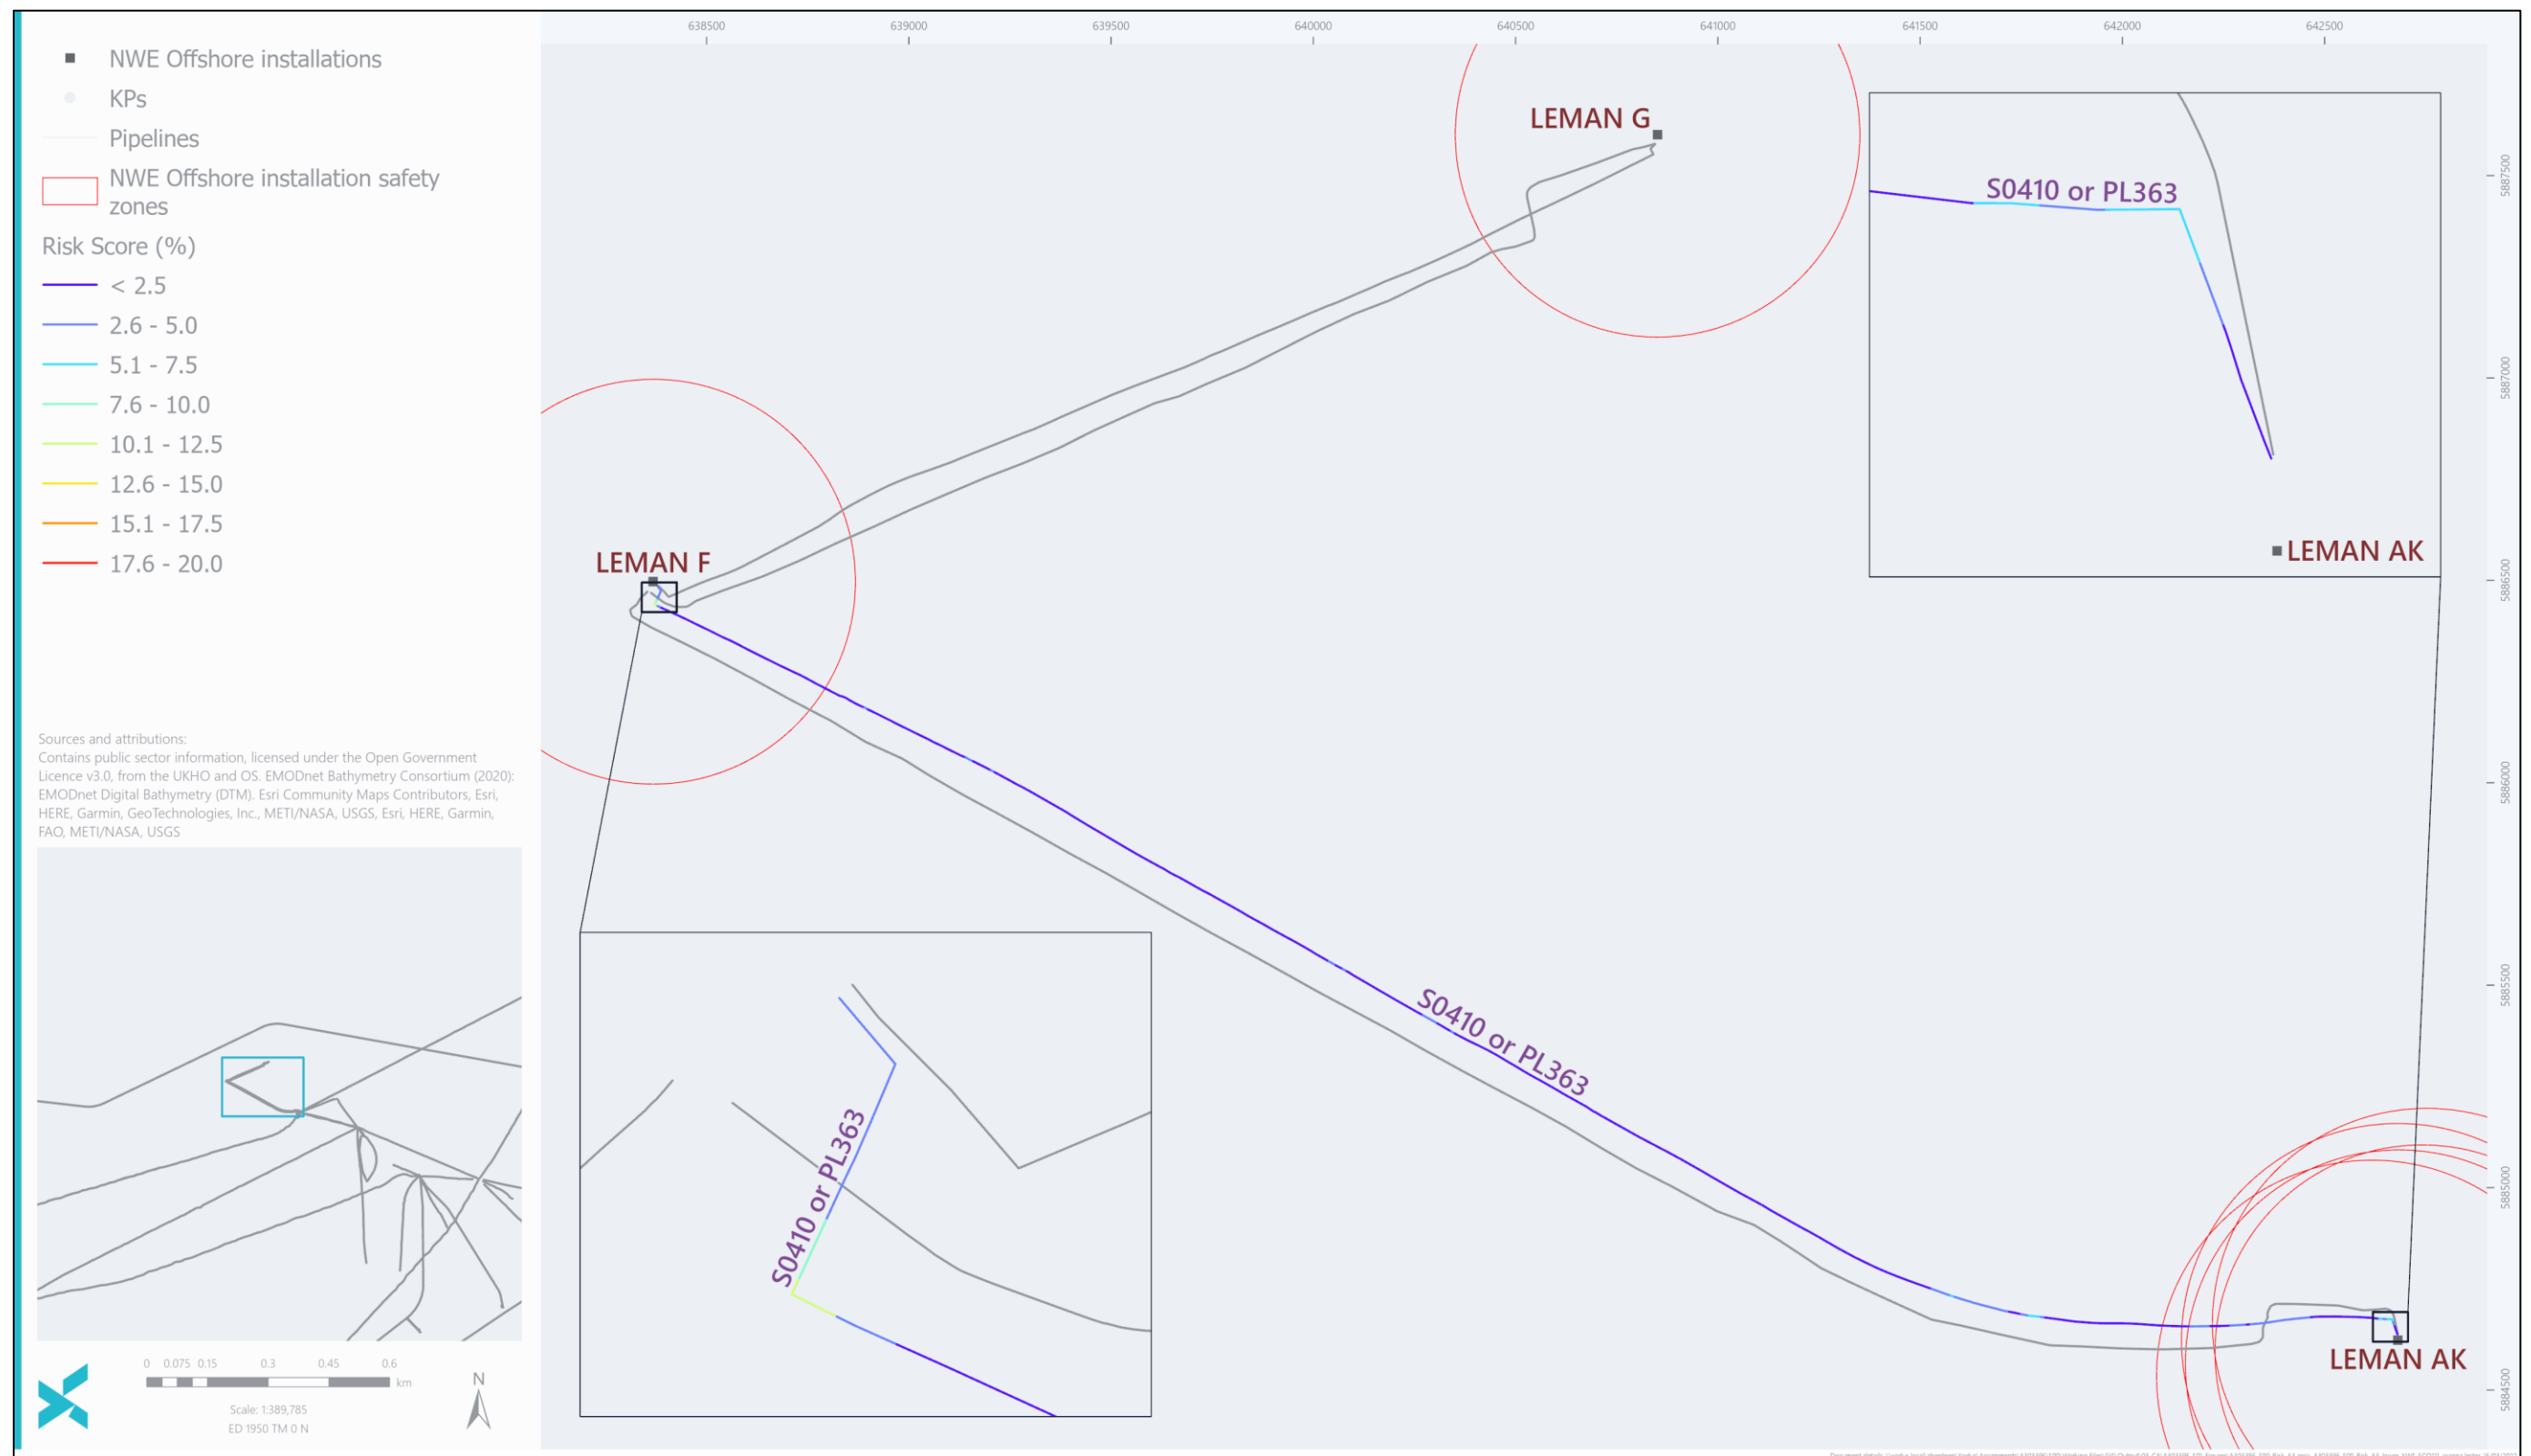 NWE Offshore installations
KPs
Pipelines
NWE Offshore installation safety
zones
Risk Score (%)
< 2.5
2.6 - 5.0
5.1 - 7.5
7.6 - 10.0
10.1 - 12.5
12.6 - 15.0
15.1 - 17.5
17.6 - 20.0
Sources and attributions:
Contains public sector information, licensed under the Open Government
Licence v3.0, from the UKHO and OS. EMODnet Bathymetry Consortium (2020):
EMODnet Digital Bathymetry (DTM). Esri Community Maps Contributors, Esri,
HERE, Garmin, GeoTechnologies, Inc., METI/NASA, USGS, Esri, HERE, Garmin,
FAO, METI/NASA, USGS
0 0.075 0.15 0.3 0.45 0.6
km
Scale: 1:389,785
ED 1950 TM 0 N
N
638500 639000 639500 640000 640500 641000 641500 642000 642500
5887500
5887000
5886500
5886000
5885500
5885000
5884500
LEMAN G
S0410 or PL363
LEMAN AK
LEMAN F
S0410 or PL363
S0410 or PL363
LEMAN AK